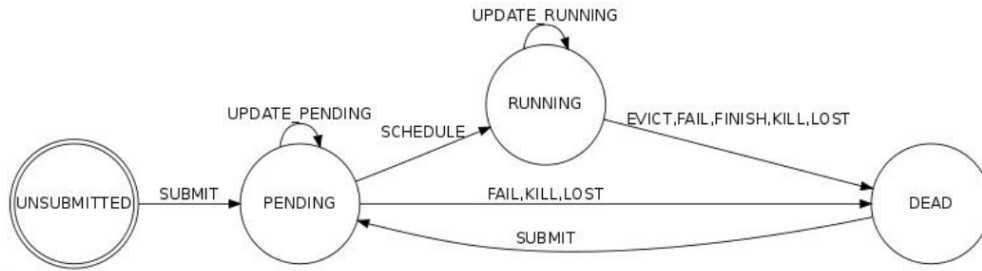 UPDATE_RUNNING
RUNNING
UPDATE_PENDING
SCHEDULE
EVICT,FAIL,FINISH,KILL,LOST
UNSUBMITTED
SUBMIT
PENDING
FAIL,KILL,LOST
DEAD
SUBMIT